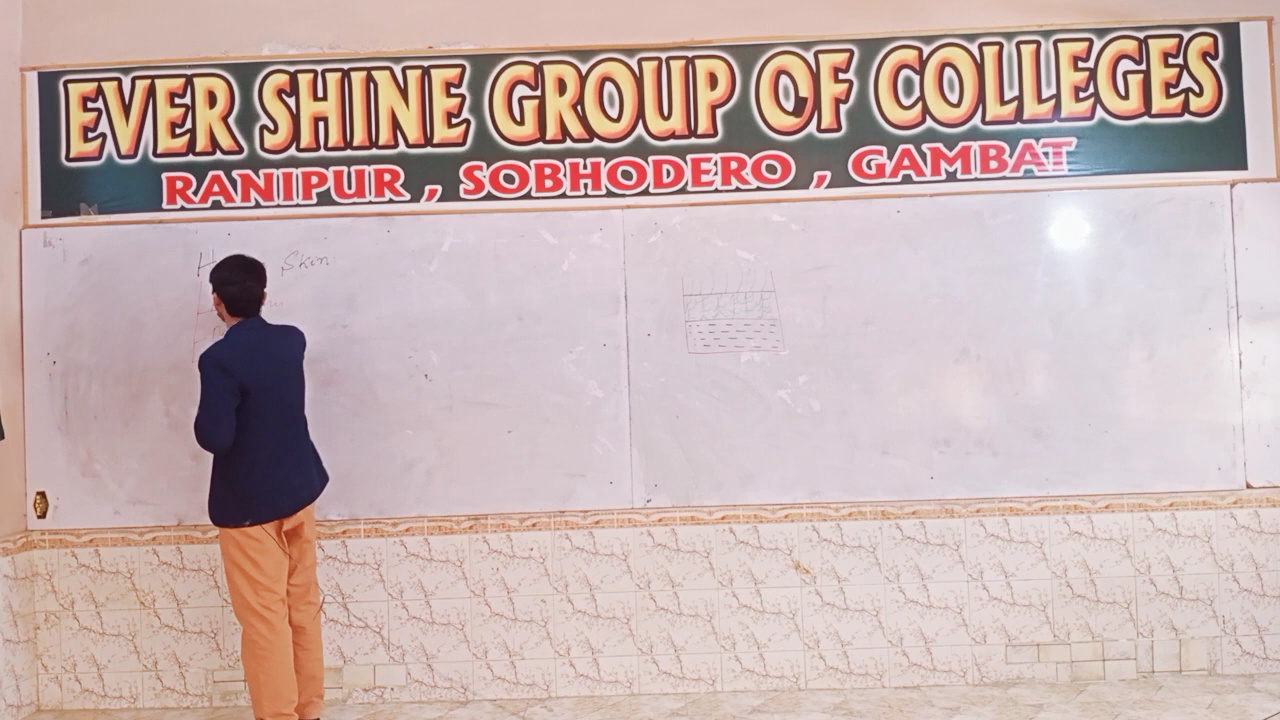 EVER SHINE GROUP OF COLLEGES
RANIPUR , SOBHODERO , GAMBAT
H Skin